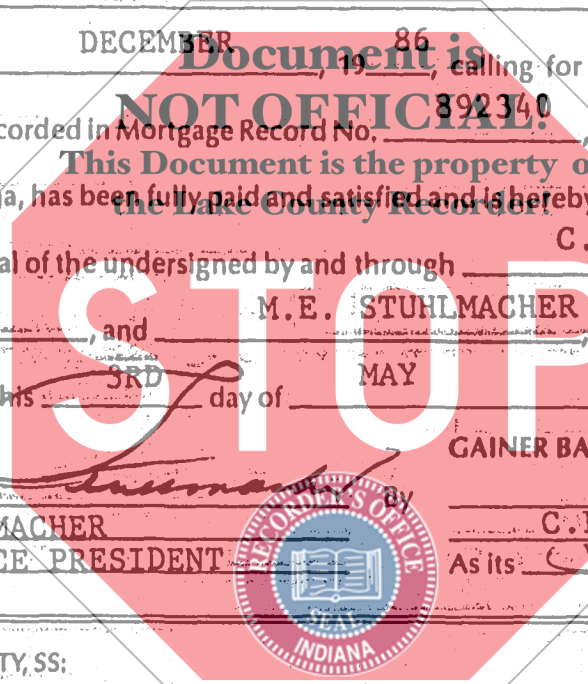 DECEMBER, 19 86, calling for
Document is
NOT OFFICIAL!
corded in Mortgage Record No. 892340,
This Document is the property o
a, has been fully paid and satisfied and is hereby
the Lake County Recorder!
C.
al of the undersigned by and through
STOP
M.E. STUHLMACHER
, and
his 3RD day of MAY
GAINER BA
By
MACHER
CE PRESIDENT
As its
RECORDER'S OFFICE
SEAL
INDIANA
TY, SS: